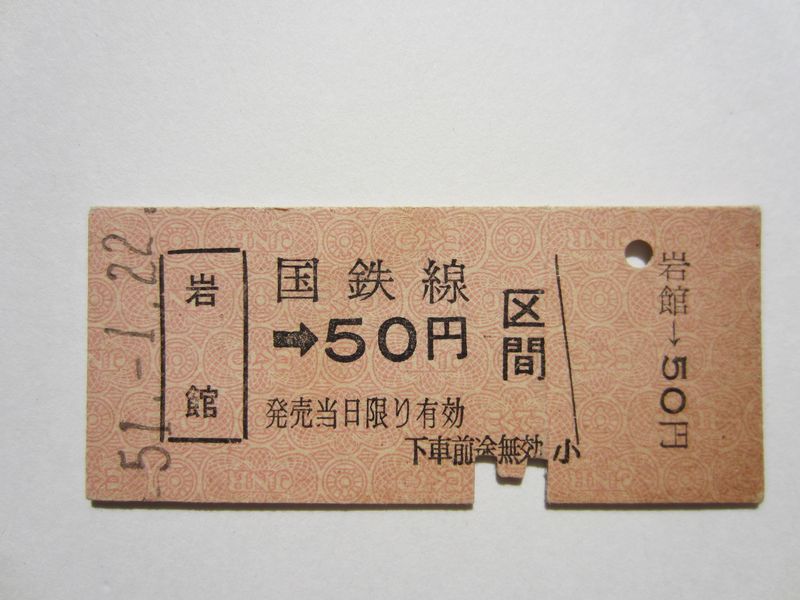 51.-1.22
岩館
国鉄線
➡50円
区間
発売当日限り有効
下車前途無効 小
岩館→50円
JNR